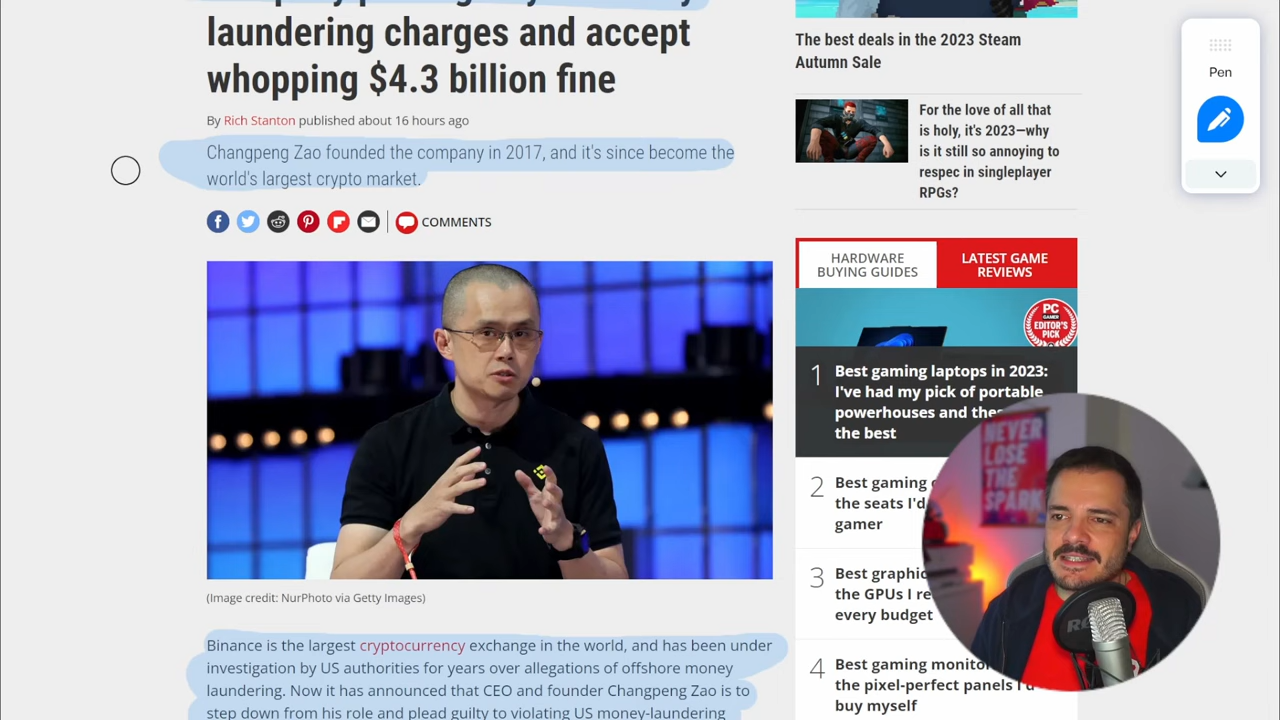 laundering charges and accept
whopping $4.3 billion fine
By Rich Stanton published about 16 hours ago
Changpeng Zao founded the company in 2017, and it's since become the
world's largest crypto market.
COMMENTS
(Image credit: NurPhoto via Getty Images)
Binance is the largest cryptocurrency exchange in the world, and has been under
investigation by US authorities for years over allegations of offshore money
laundering. Now it has announced that CEO and founder Changpeng Zao is to
step down from his role and plead guilty to violating US money-laundering
The best deals in the 2023 Steam
Autumn Sale
For the love of all that
is holy, it's 2023—why
is it still so annoying to
respec in singleplayer
RPGs?
HARDWARE
BUYING GUIDES
LATEST GAME
REVIEWS
PC
GAMER
EDITOR'S
PICK
1
Best gaming laptops in 2023:
I've had my pick of portable
powerhouses and
the best
2
Best gaming
the seats I'd
gamer
3
Best
the GPUs I
every budget
4
Best gaming
the pixel-perfect panels
buy myself
NEVER
LOSE
THE
SPARK
Pen